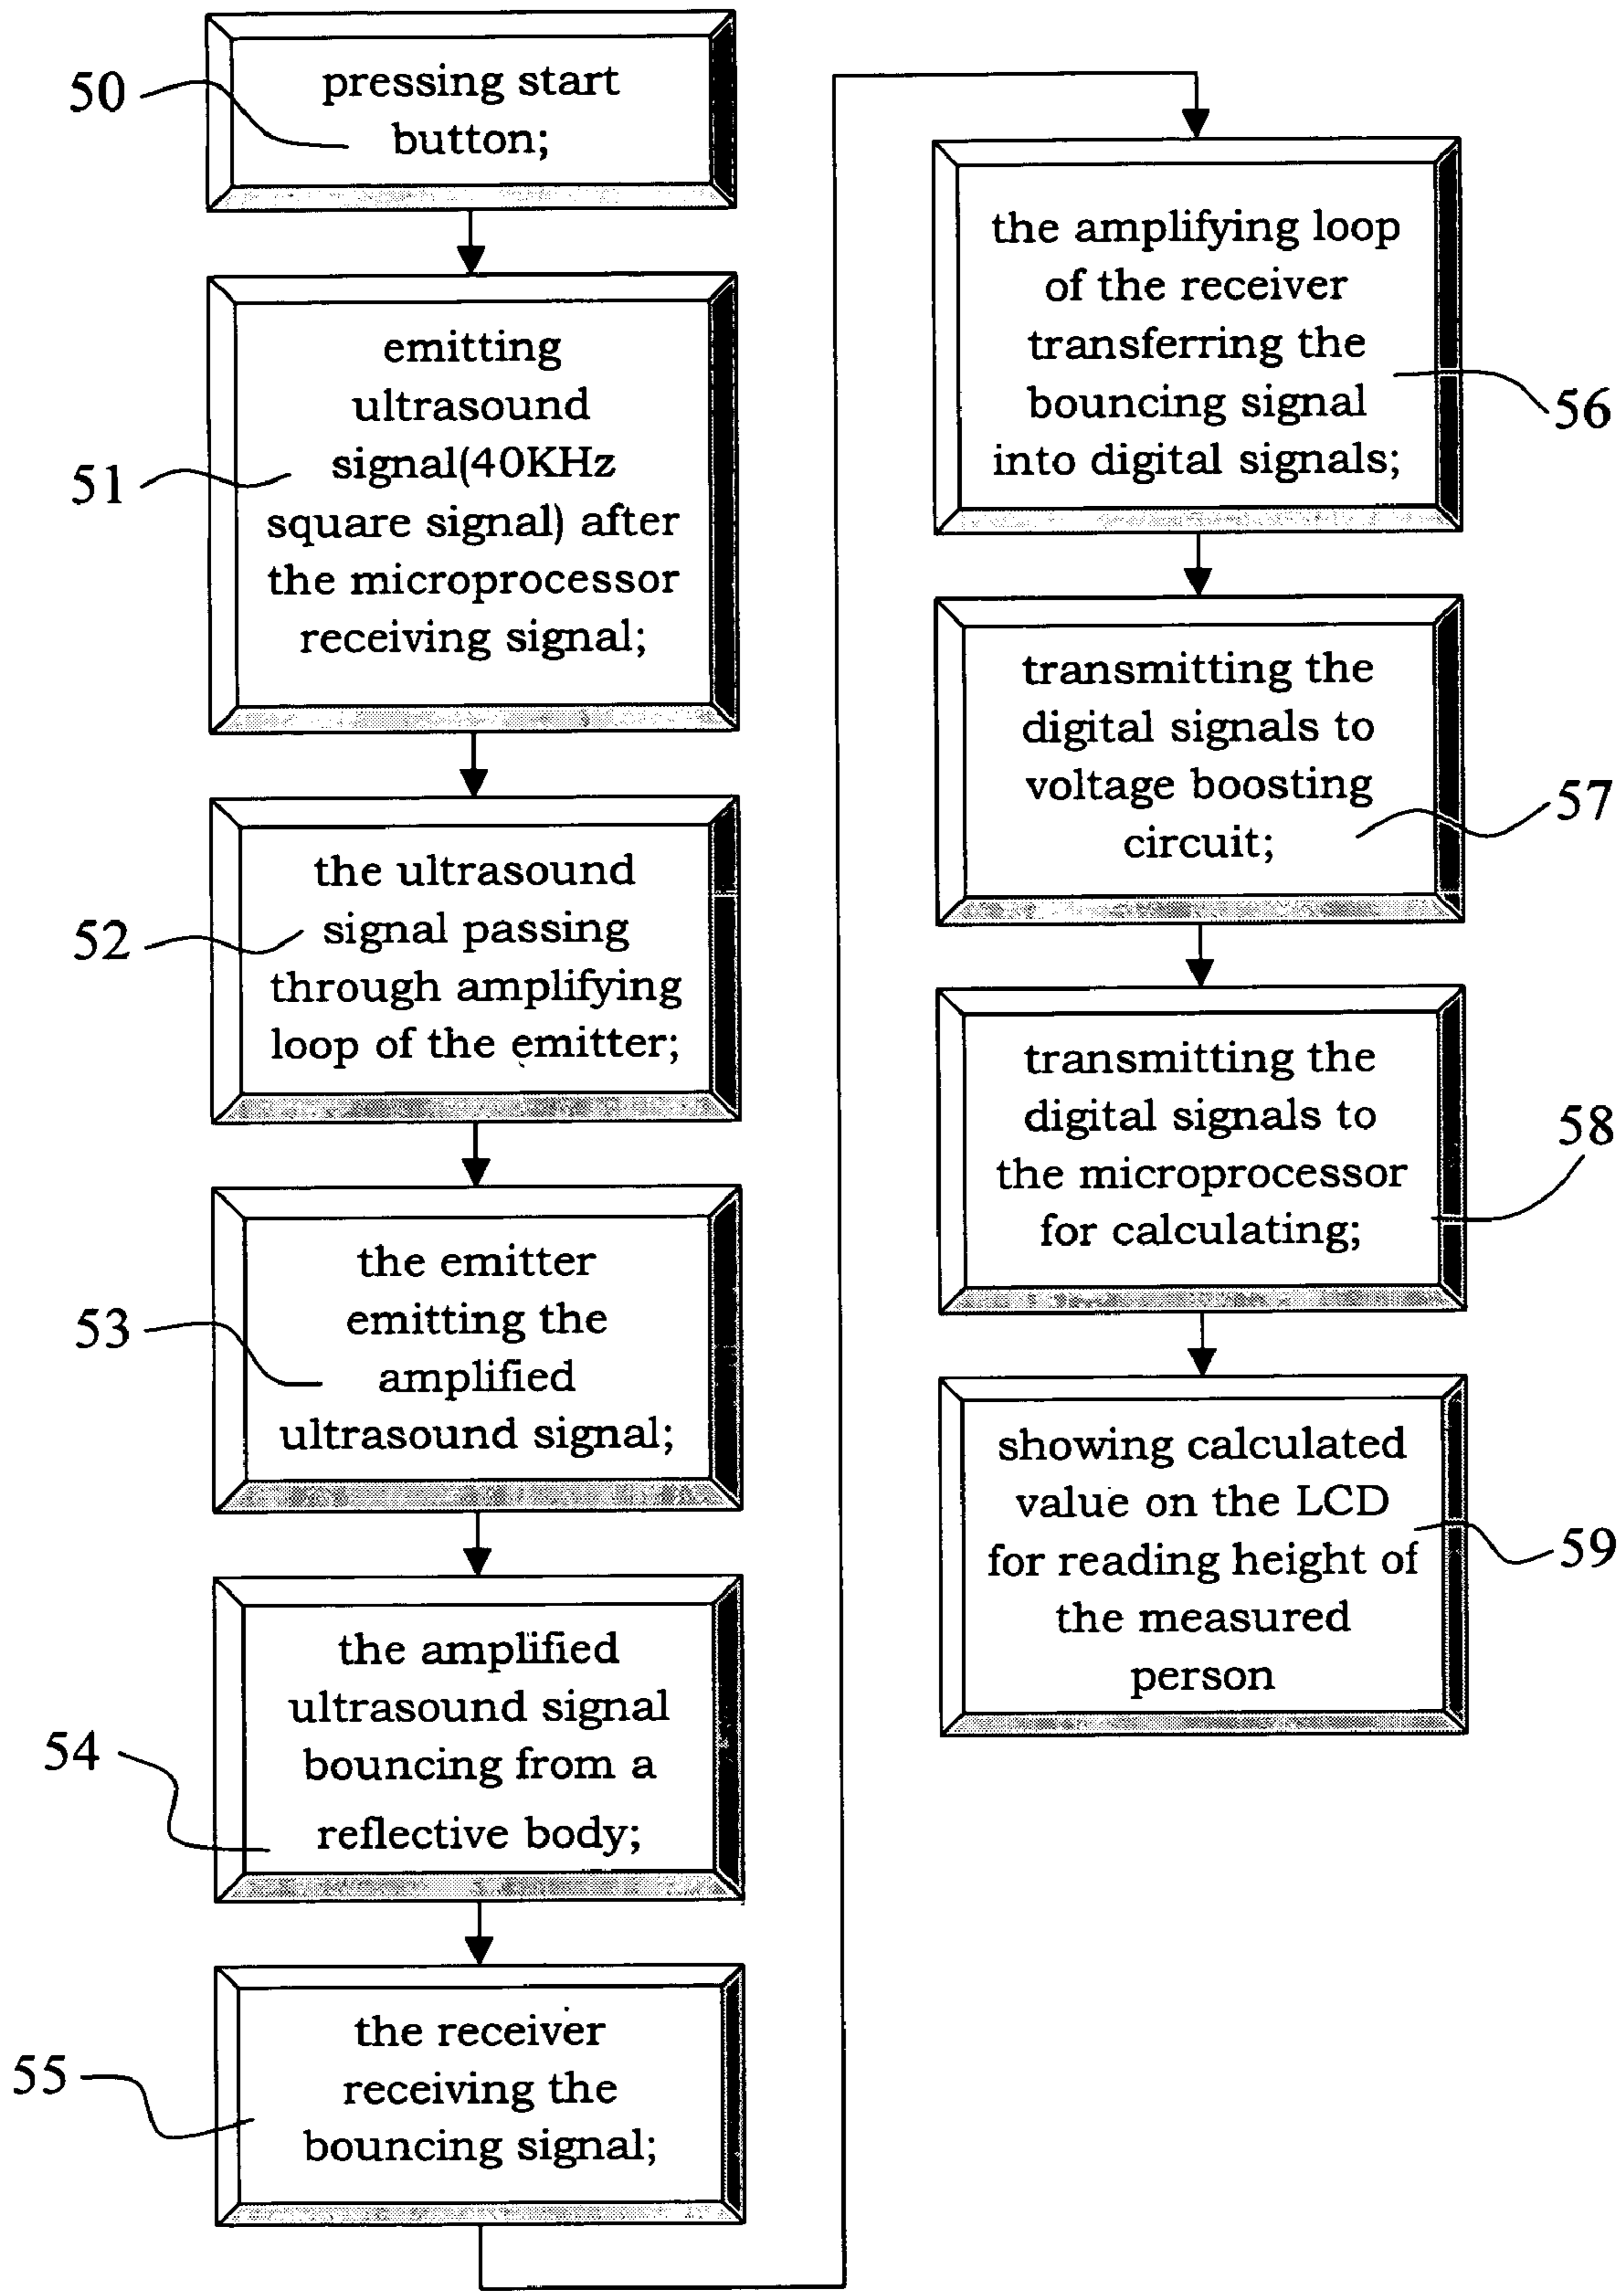 50
pressing start
button;
51
emitting
ultrasound
signal(40KHz
square signal) after
the microprocessor
receiving signal;
52
the ultrasound
signal passing
through amplifying
loop of the emitter;
53
the emitter
emitting the
amplified
ultrasound signal;
54
the amplified
ultrasound signal
bouncing from a
reflective body;
55
the receiver
receiving the
bouncing signal;
the amplifying loop
of the receiver
transferring the
bouncing signal
into digital signals;
56
transmitting the
digital signals to
voltage boosting
circuit;
57
transmitting the
digital signals to
the microprocessor
for calculating;
58
showing calculated
value on the LCD
for reading height of
the measured
person
59